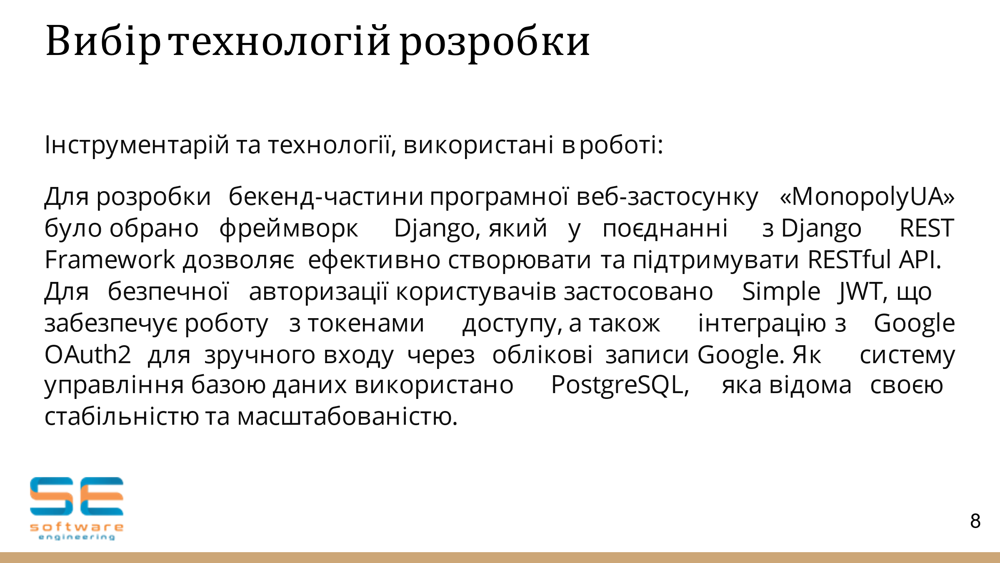 Вибір технологій розробки
Інструментарій та технології, використані в роботі:
Для розробки бекенд-частини програмної веб-застосунку «MonopolyUA»
було обрано фреймворк Django, який у поєднанні з Django REST
Framework дозволяє ефективно створювати та підтримувати RESTful API.
Для безпечної авторизації користувачів застосовано Simple JWT, що
забезпечує роботу з токенами доступу, а також інтеграцію з Google
OAuth2 для зручного входу через облікові записи Google. Як систему
управління базою даних використано PostgreSQL, яка відома своєю
стабільністю та масштабованістю.
SE
software
engineering
8